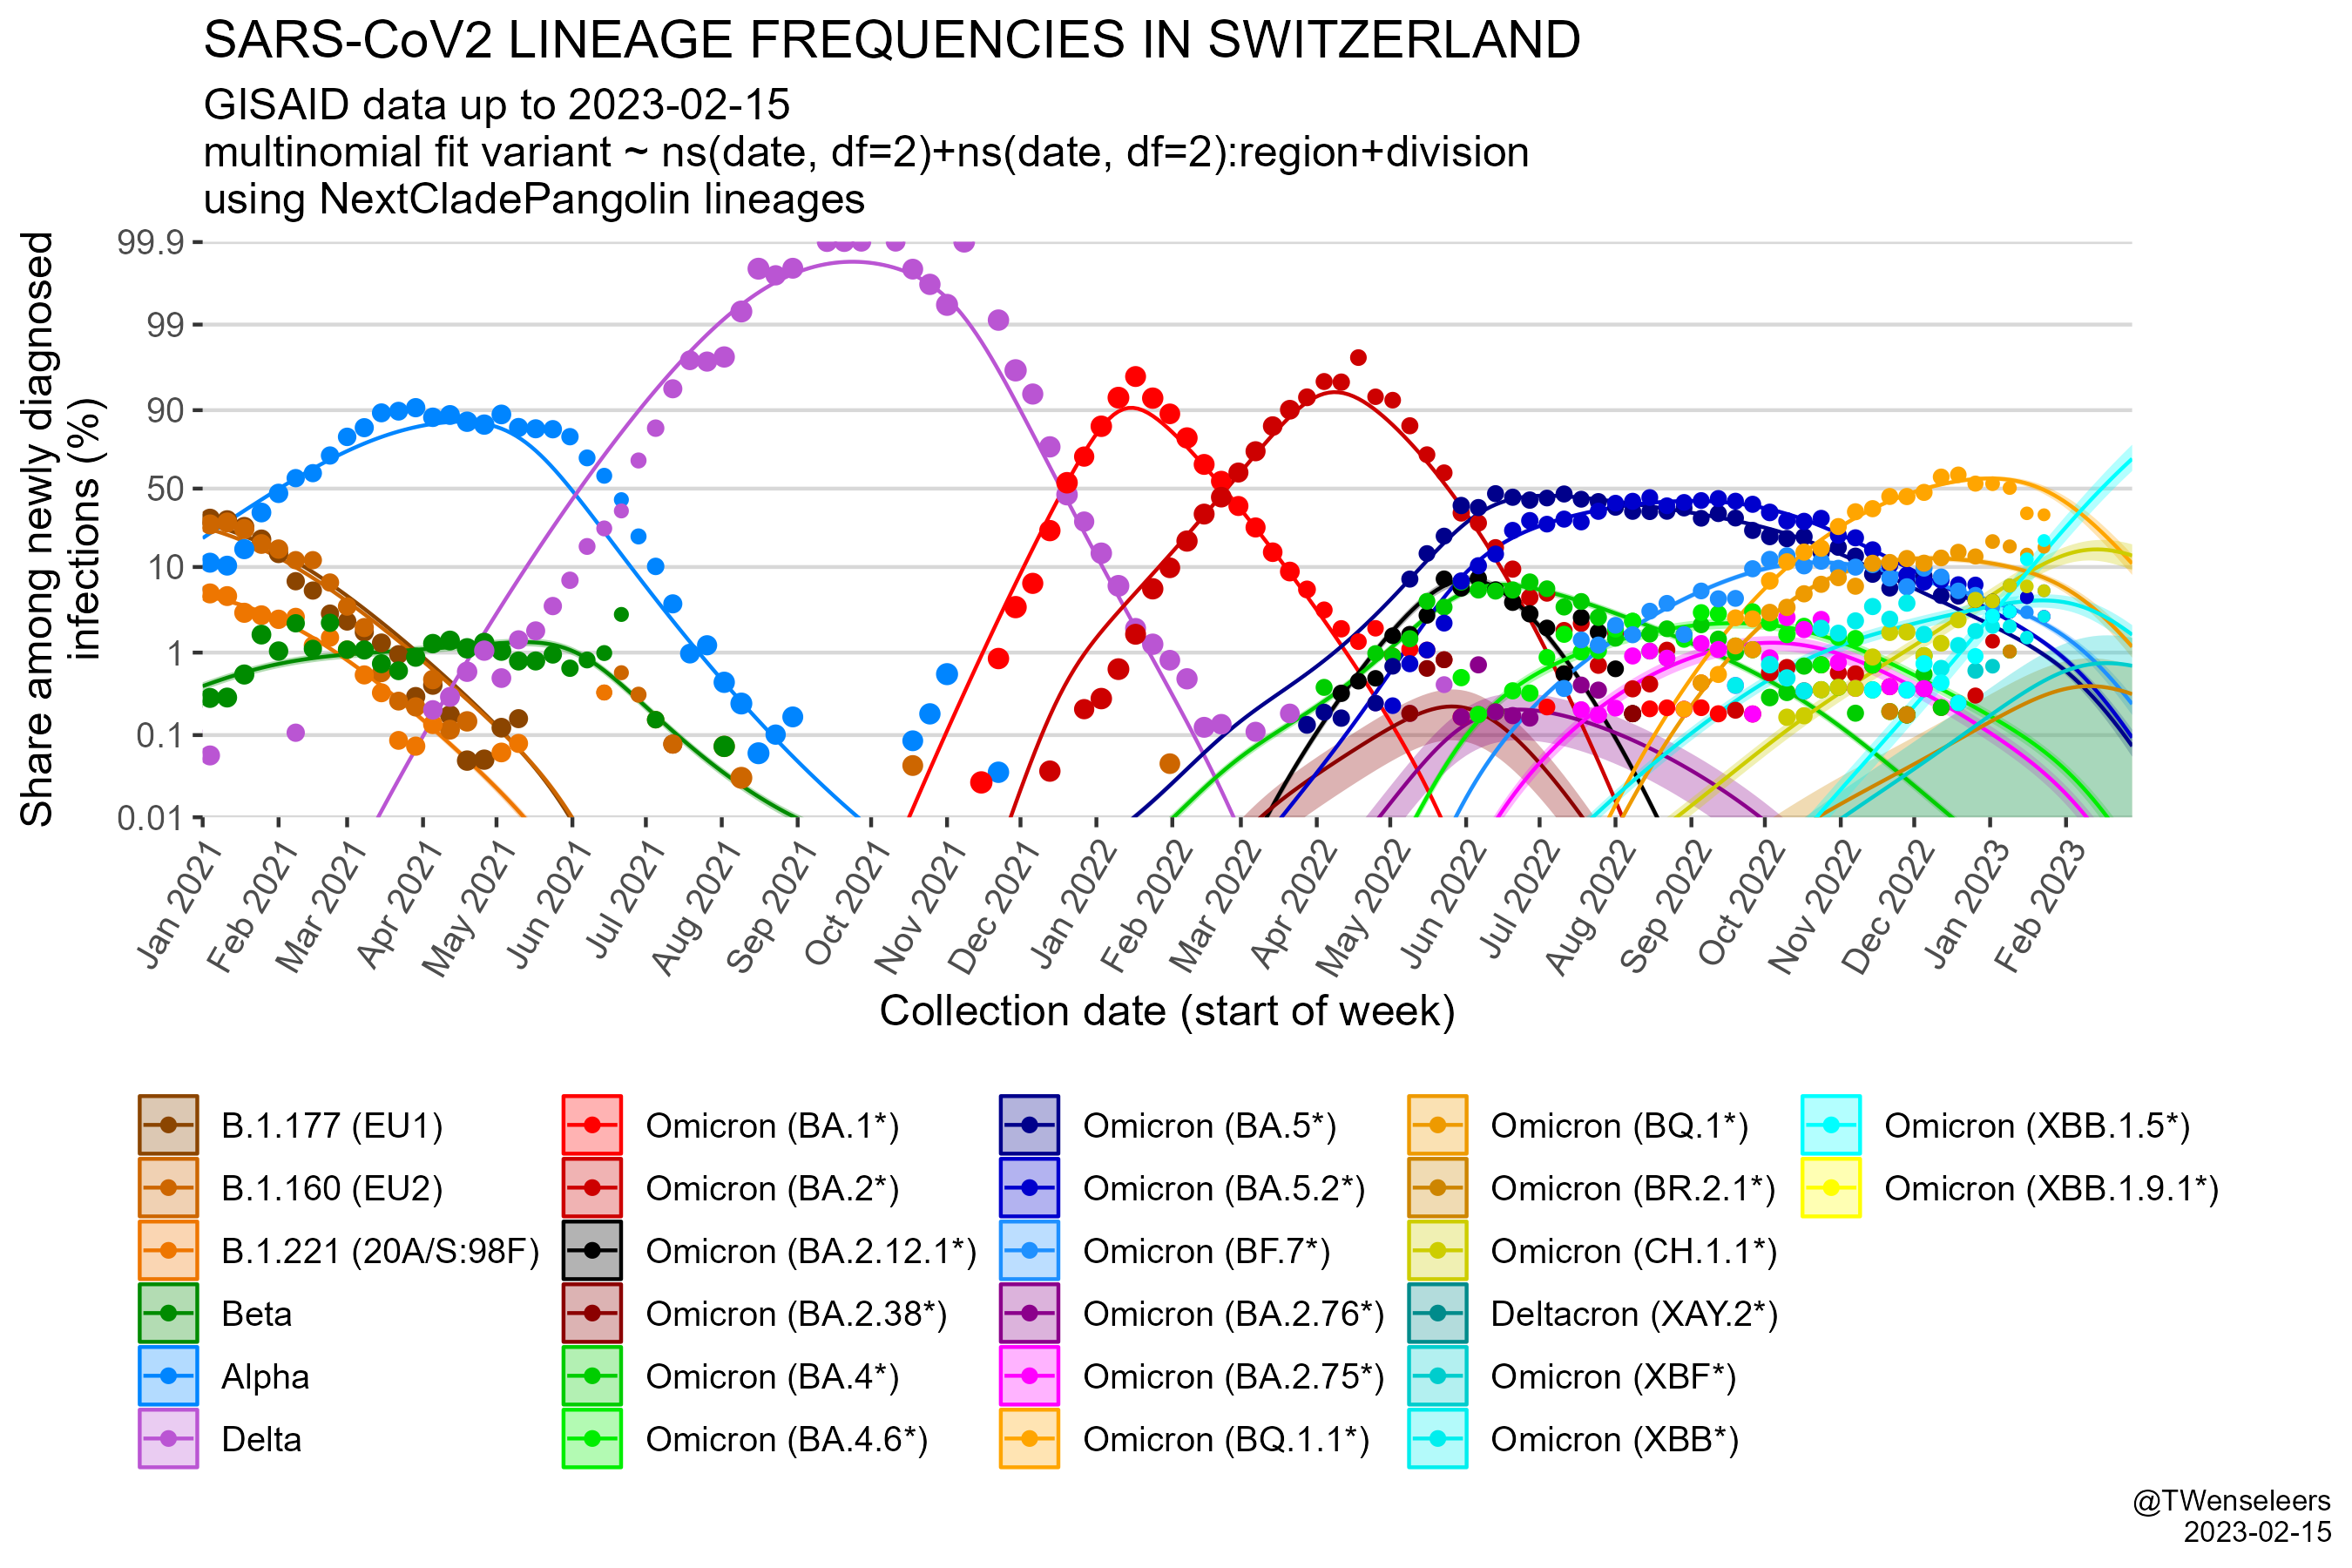 SARS-CoV2 LINEAGE FREQUENCIES IN SWITZERLAND
GISAID data up to 2023-02-15
multinomial fit variant ~ ns(date, df=2)+ns(date, df=2):region+division
using NextCladePangolin lineages
Share among newly diagnosed
infections (%)
99.9
99
90
50
10
1
0.1
0.01
Jan 2021
Feb 2021
Mar 2021
Apr 2021
May 2021
Jun 2021
Jul 2021
Aug 2021
Sep 2021
Oct 2021
Nov 2021
Dec 2021
Jan 2022
Feb 2022
Mar 2022
Apr 2022
May 2022
Jun 2022
Jul 2022
Aug 2022
Sep 2022
Oct 2022
Nov 2022
Dec 2022
Jan 2023
Feb 2023
Collection date (start of week)
B.1.177 (EU1)
B.1.160 (EU2)
B.1.221 (20A/S:98F)
Beta
Alpha
Delta
Omicron (BA.1*)
Omicron (BA.2*)
Omicron (BA.2.12.1*)
Omicron (BA.2.38*)
Omicron (BA.4*)
Omicron (BA.4.6*)
Omicron (BA.5*)
Omicron (BA.5.2*)
Omicron (BF.7*)
Omicron (BA.2.76*)
Omicron (BA.2.75*)
Omicron (BQ.1.1*)
Omicron (BQ.1*)
Omicron (BR.2.1*)
Omicron (CH.1.1*)
Deltacron (XAY.2*)
Omicron (XBF*)
Omicron (XBB*)
Omicron (XBB.1.5*)
Omicron (XBB.1.9.1*)
@TWenseleers
2023-02-15